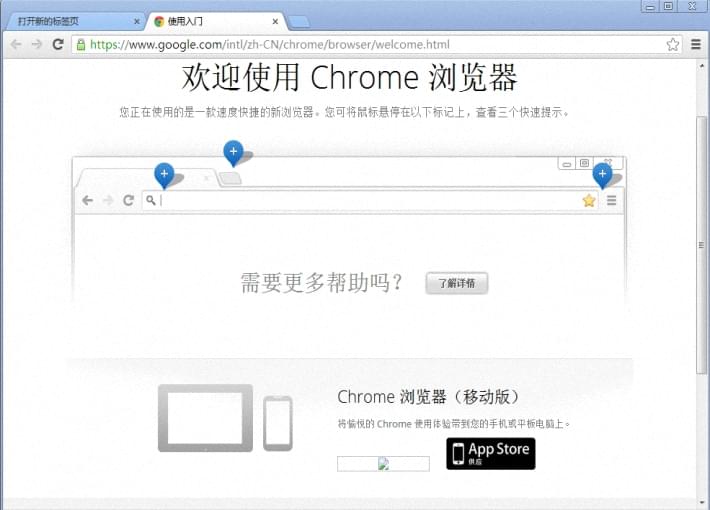 打开新的标签页
使用入门
https://www.google.com/intl/zh-CN/chrome/browser/welcome.html
欢迎使用 Chrome 浏览器
您正在使用的是一款速度快捷的新浏览器。您可将鼠标悬停在以下标记上，查看三个快速提示。
需要更多帮助吗？
了解详情
Chrome 浏览器（移动版）
将愉悦的 Chrome 使用体验带到您的手机或平板电脑上。
App Store
供应